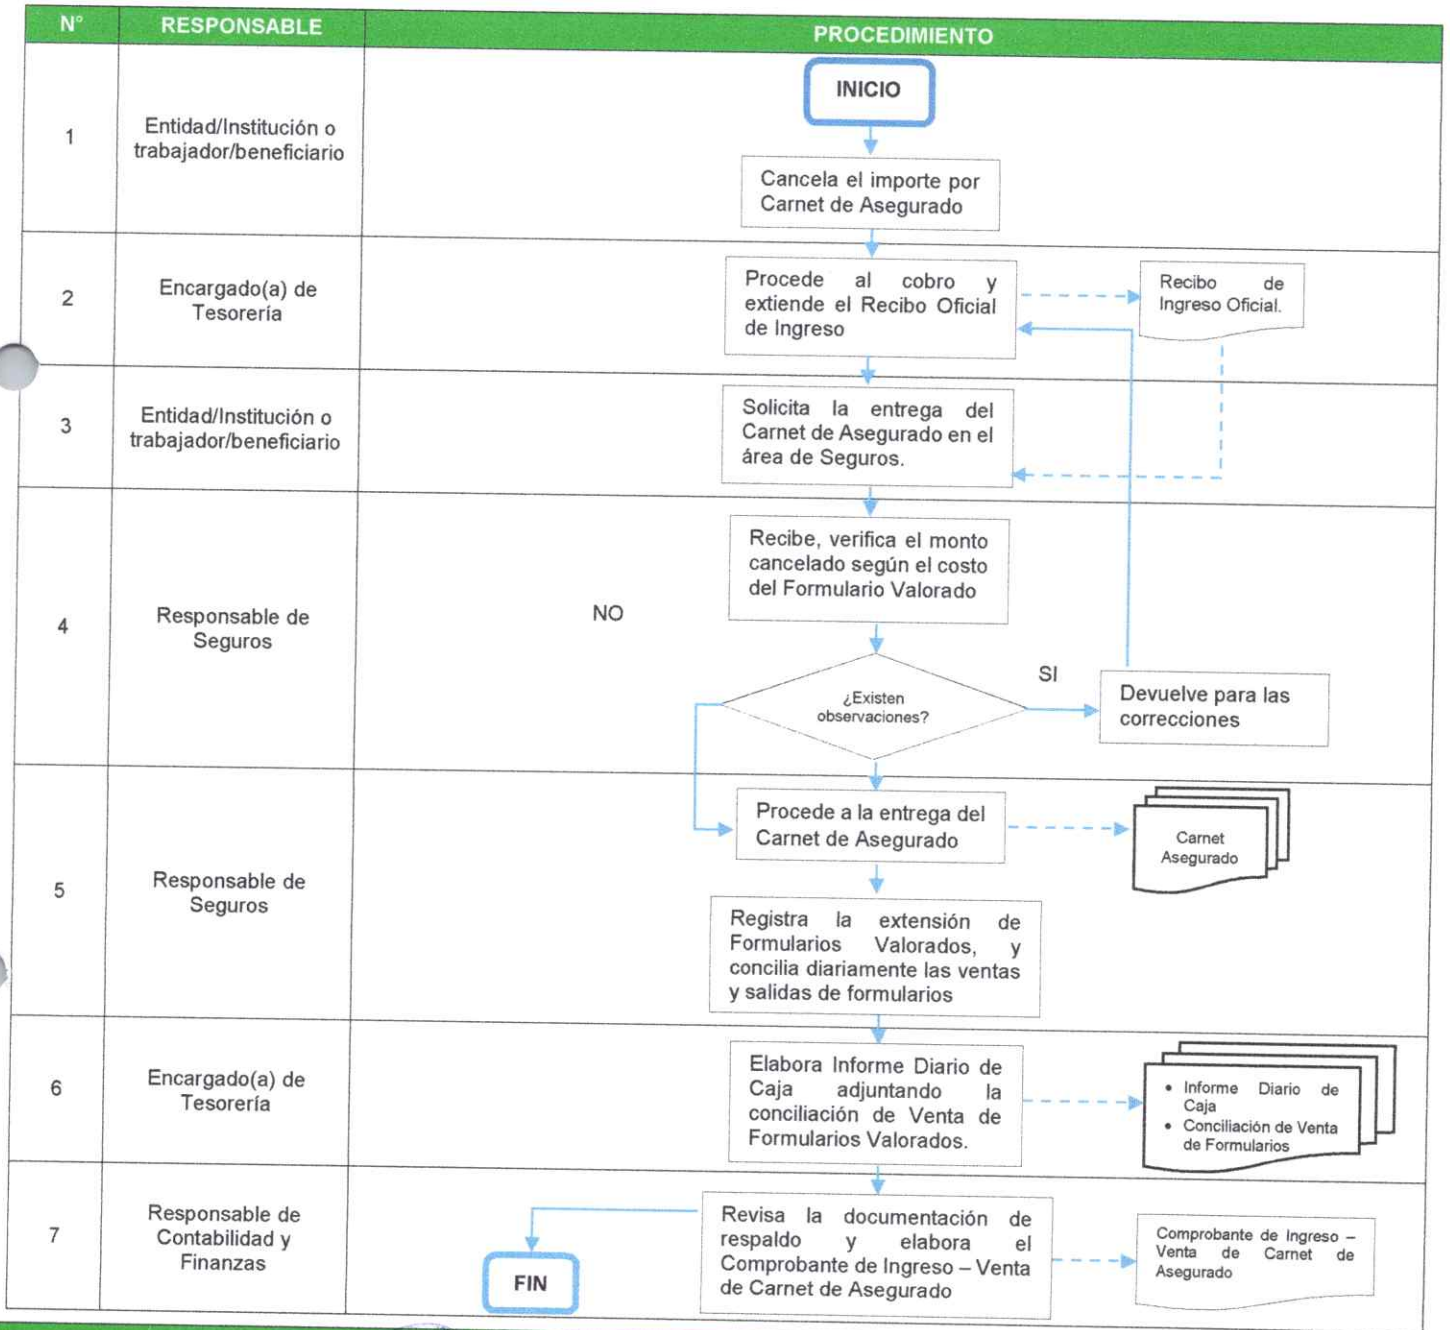 N° RESPONSABLE PROCEDIMIENTO
INICIO
1
Entidad/Institución o
trabajador/beneficiario
Cancela el importe por
Carnet de Asegurado
2
Encargado(a) de
Tesorería
Procede al cobro y
extiende el Recibo Oficial
de Ingreso
Recibo de
Ingreso Oficial.
3
Entidad/Institución o
trabajador/beneficiario
Solicita la entrega del
Carnet de Asegurado en el
área de Seguros.
4
Responsable de
Seguros
Recibe, verifica el monto
cancelado según el costo
del Formulario Valorado
NO
¿Existen
observaciones?
SI
Devuelve para las
correcciones
5
Responsable de
Seguros
Procede a la entrega del
Carnet de Asegurado
Carnet
Asegurado
Registra la extensión de
Formularios Valorados, y
concilia diariamente las ventas
y salidas de formularios
6
Encargado(a) de
Tesorería
Elabora Informe Diario de
Caja adjuntando la
conciliación de Venta de
Formularios Valorados.
• Informe Diario de
Caja
• Conciliación de Venta
de Formularios
7
Responsable de
Contabilidad y
Finanzas
Revisa la documentación de
respaldo y elabora el
Comprobante de Ingreso – Venta
de Carnet de Asegurado
Comprobante de Ingreso –
Venta de Carnet de
Asegurado
FIN